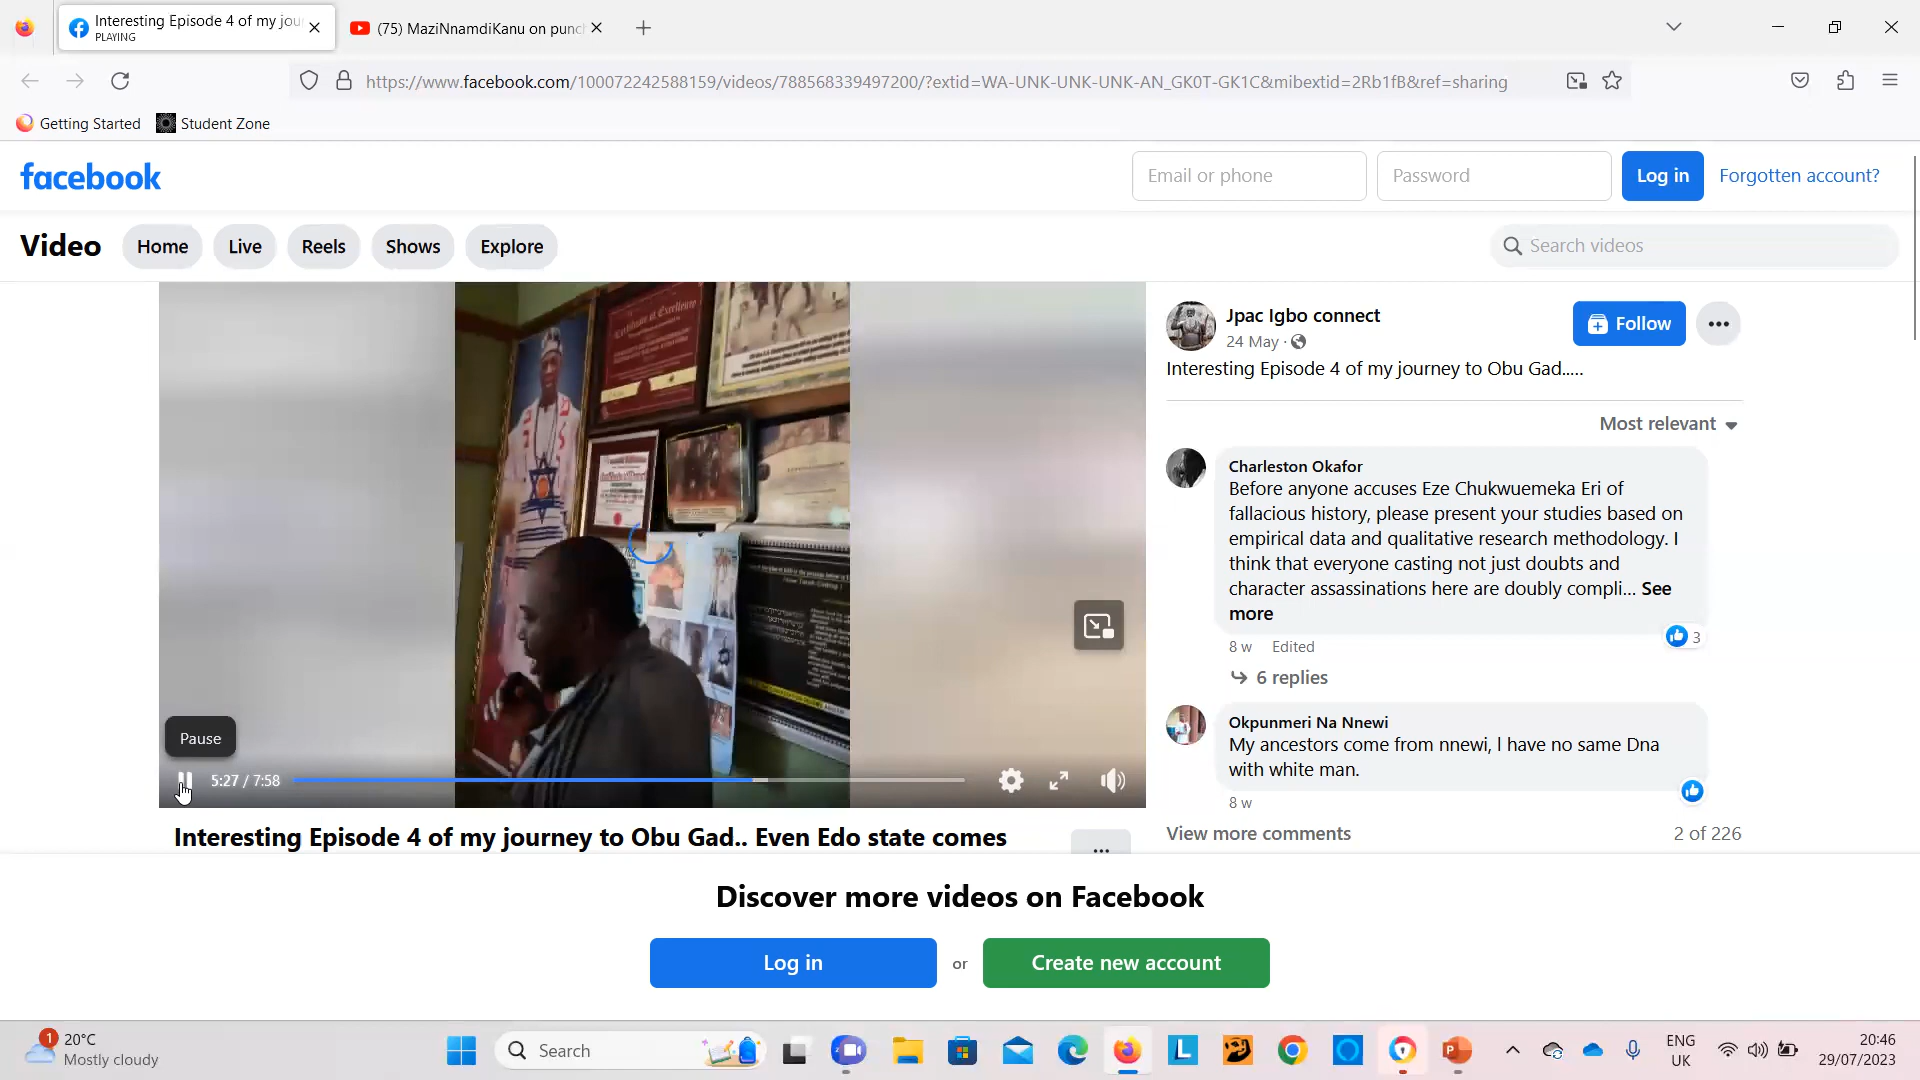 Interesting Episode 4 of my jou
PLAYING
(75) MaziNnamdiKanu on punc
https://www.facebook.com/100072242588159/videos/788568339497200/?extid=WA-UNK-UNK-UNK-AN_GK0T-GK1C&mibextid=2Rb1fB&ref=sharing
Getting Started
Student Zone
facebook
Email or phone
Password
Log in
Forgotten account?
Video
Home
Live
Reels
Shows
Explore
Search videos
Certificate of Excellence
Pause
5:27 / 7:58
Interesting Episode 4 of my journey to Obu Gad.. Even Edo state comes
Jpac Igbo connect
24 May ·
Follow
Interesting Episode 4 of my journey to Obu Gad.....
Most relevant
Charleston Okafor
Before anyone accuses Eze Chukwuemeka Eri of
fallacious history, please present your studies based on
empirical data and qualitative research methodology. I
think that everyone casting not just doubts and
character assassinations here are doubly compli... See
more
3
8 w Edited
6 replies
Okpunmeri Na Nnewi
My ancestors come from nnewi, I have no same Dna
with white man.
8 w
View more comments
2 of 226
Discover more videos on Facebook
Log in
or
Create new account
1
20°C
Mostly cloudy
Search
ENG
UK
20:46
29/07/2023